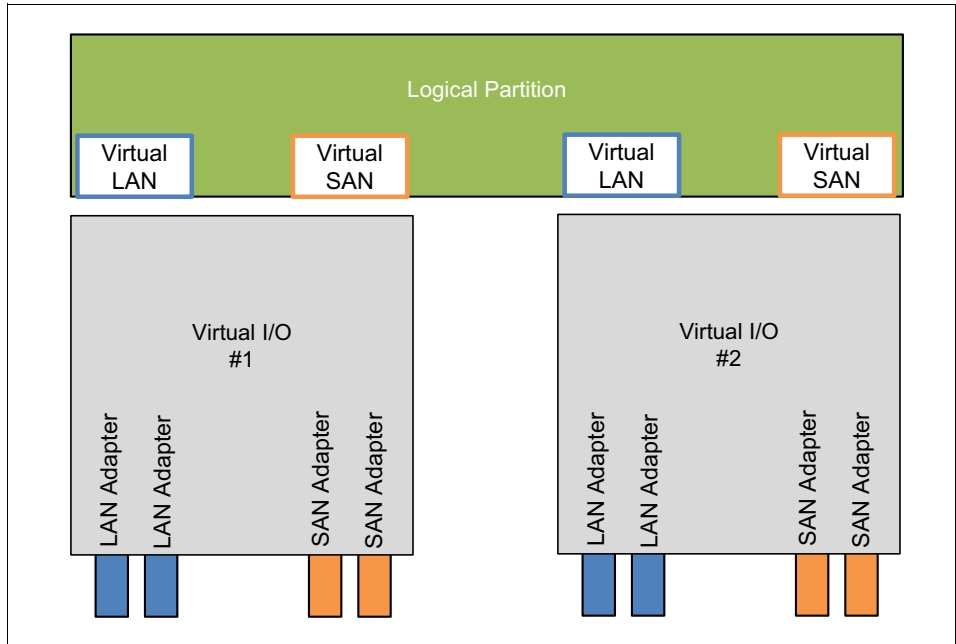 Logical Partition
Virtual
LAN
Virtual
SAN
Virtual
LAN
Virtual
SAN
Virtual I/O
#1
Virtual I/O
#2
LAN Adapter
LAN Adapter
SAN Adapter
SAN Adapter
LAN Adapter
LAN Adapter
SAN Adapter
SAN Adapter